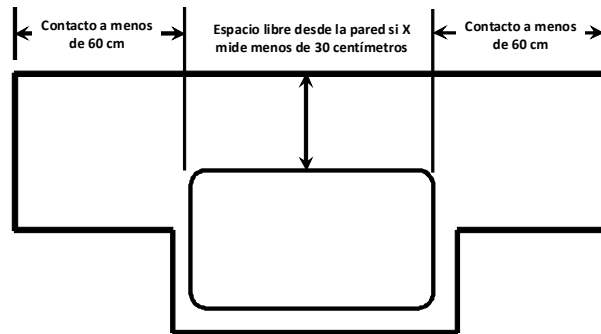 Contacto a menos
de 60 cm
Espacio libre desde la pared si X
mide menos de 30 centímetros
Contacto a menos
de 60 cm